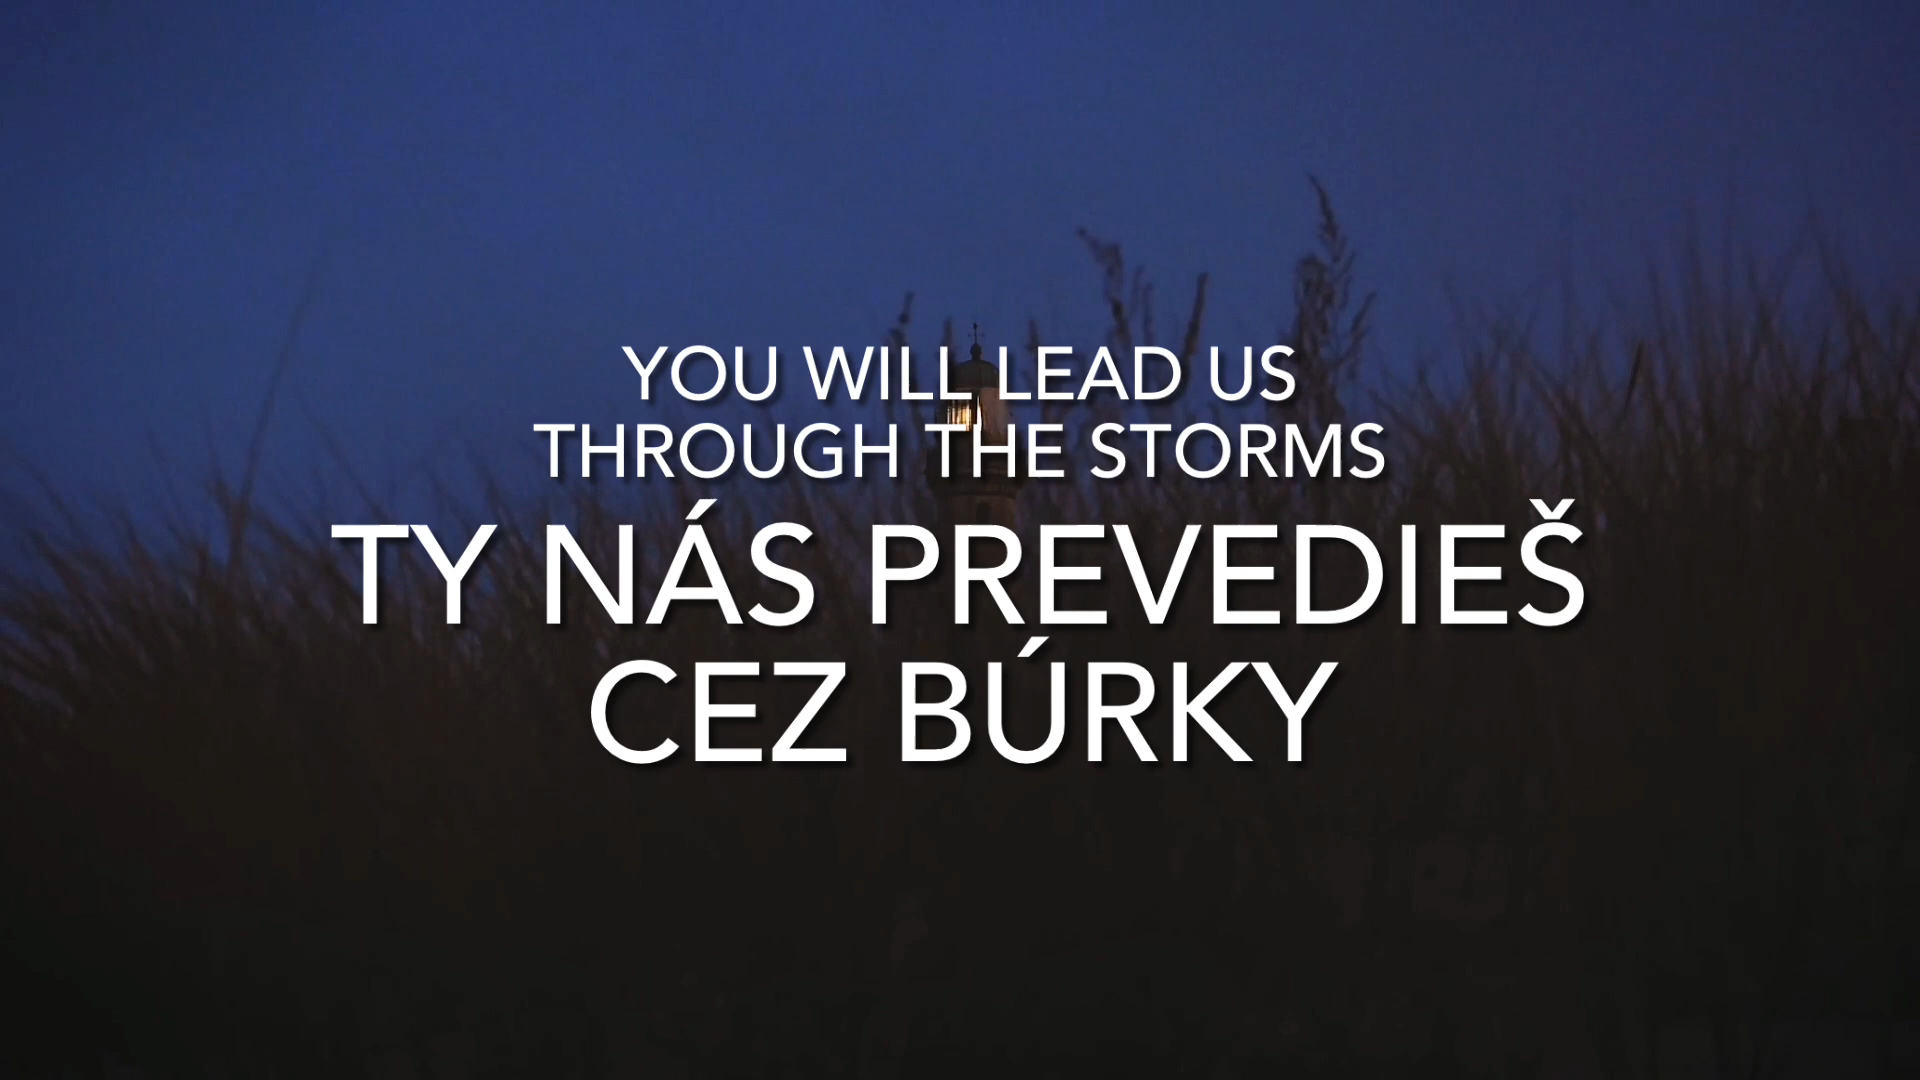 YOU WILL LEAD US
THROUGH THE STORMS
TY NÁS PREVEDIEŠ
CEZ BÚRKY